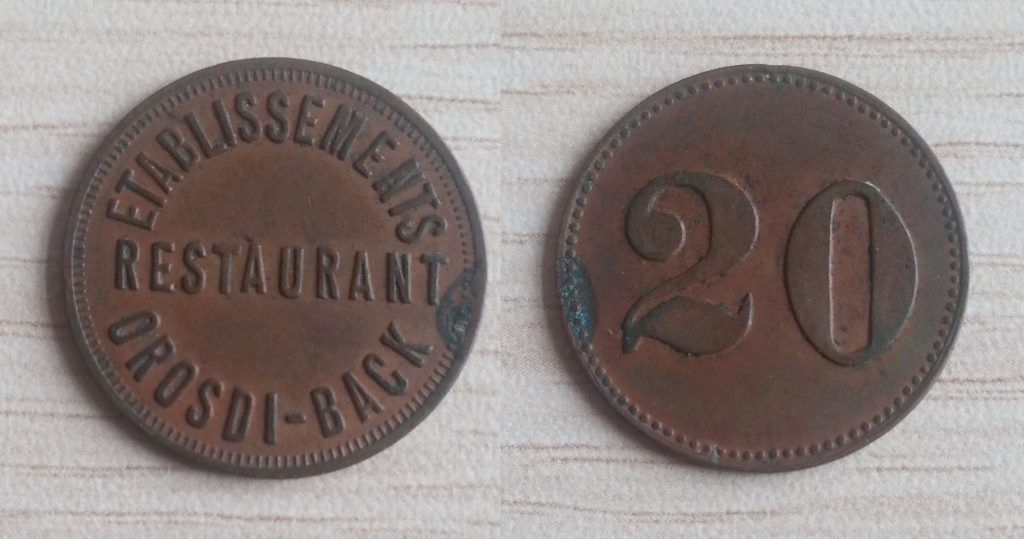 ETABLISSEMENTS
RESTAURANT
OROSDI-BACK
20